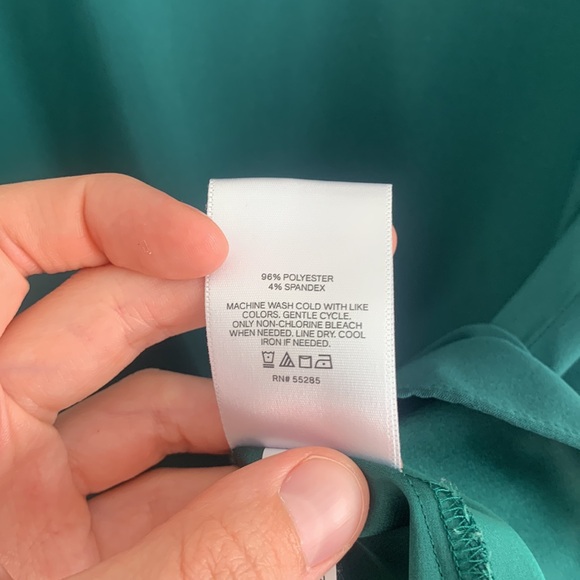 96% POLYESTER
4% SPANDEX
MACHINE WASH COLD WITH LIKE
COLORS. GENTLE CYCLE.
ONLY NON-CHLORINE BLEACH
WHEN NEEDED. LINE DRY. COOL
IRON IF NEEDED.
RN# 55285